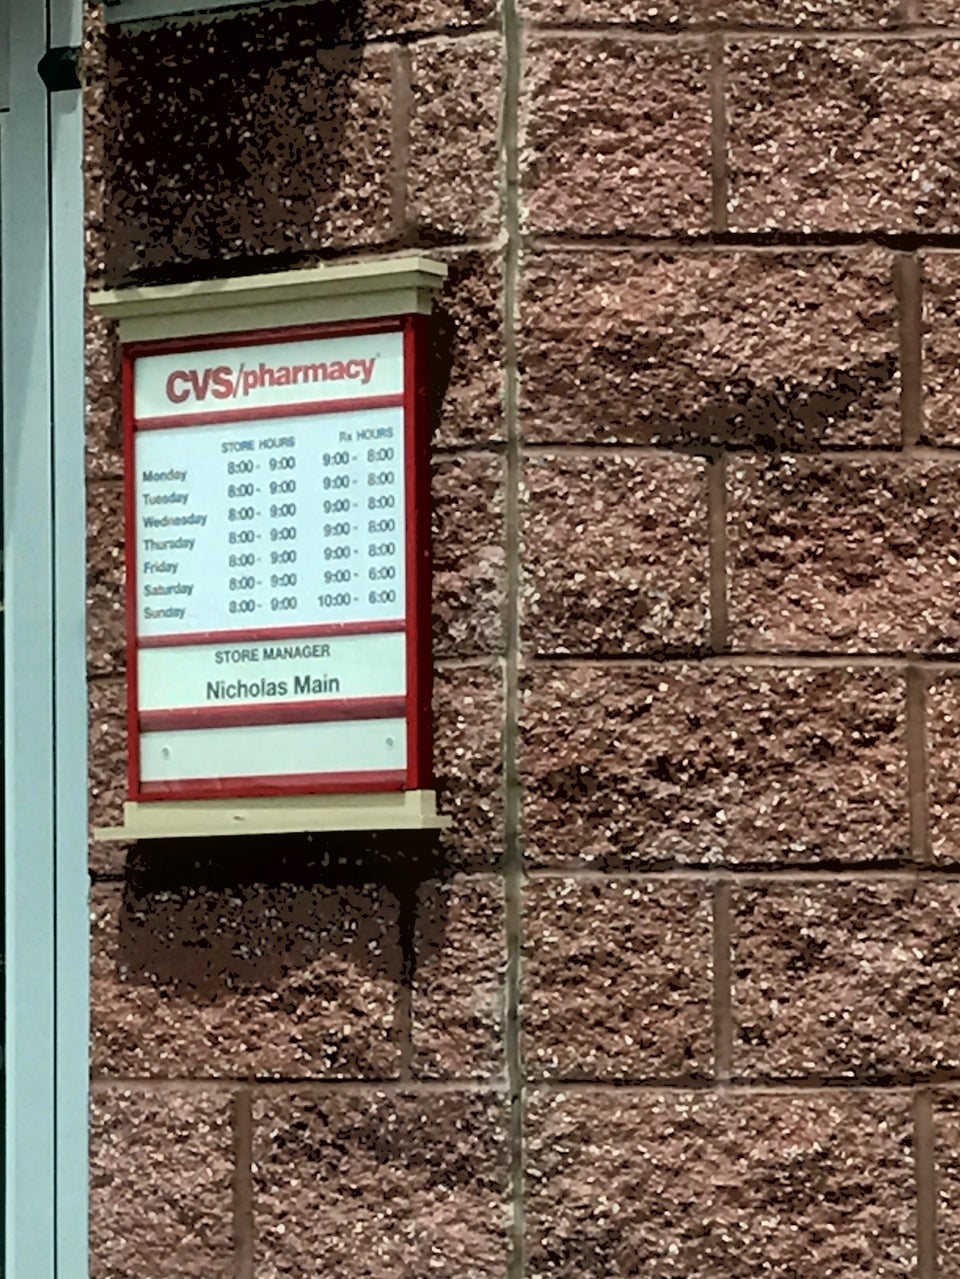 CVS/pharmacy
STORE HOURS Rx HOURS
Monday 8:00 - 9:00 9:00 - 8:00
Tuesday 8:00 - 9:00 9:00 - 8:00
Wednesday 8:00 - 9:00 9:00 - 8:00
Thursday 8:00 - 9:00 9:00 - 8:00
Friday 8:00 - 9:00 9:00 - 8:00
Saturday 8:00 - 9:00 9:00 - 6:00
Sunday 8:00 - 9:00 10:00 - 6:00
STORE MANAGER
Nicholas Main